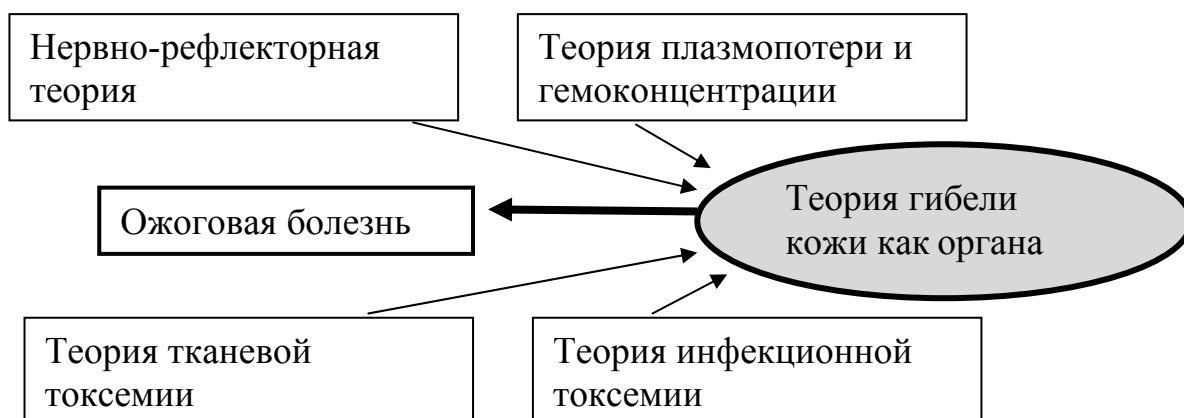 Нервно-рефлекторная
теория
Теория плазмопотери и
гемоконцентрации
Ожоговая болезнь
Теория гибели
кожи как органа
Теория тканевой
токсемии
Теория инфекционной
токсемии